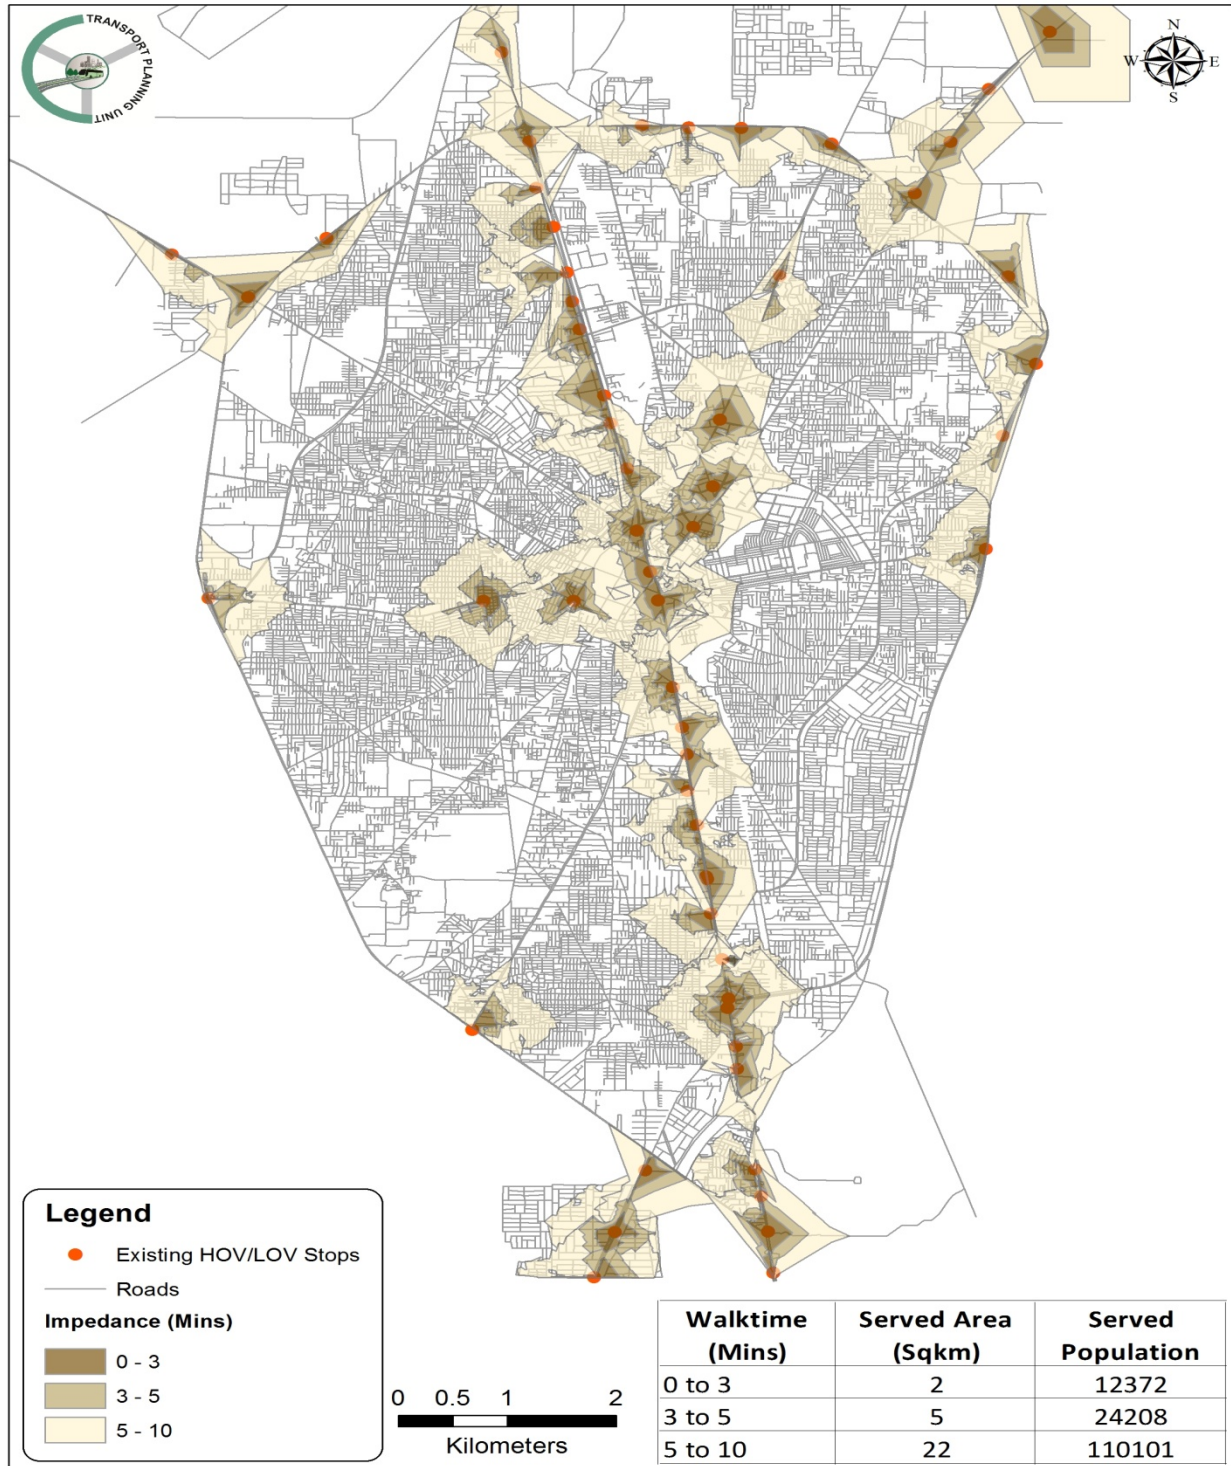 TRANSPORT PLANNING UNIT
N
W E
S
Legend
Existing HOV/LOV Stops
Roads
Impedance (Mins)
0 - 3
3 - 5
5 - 10
0 0.5 1 2
Kilometers
Walktime (Mins) Served Area (Sqkm) Served Population
0 to 3 2 12372
3 to 5 5 24208
5 to 10 22 110101